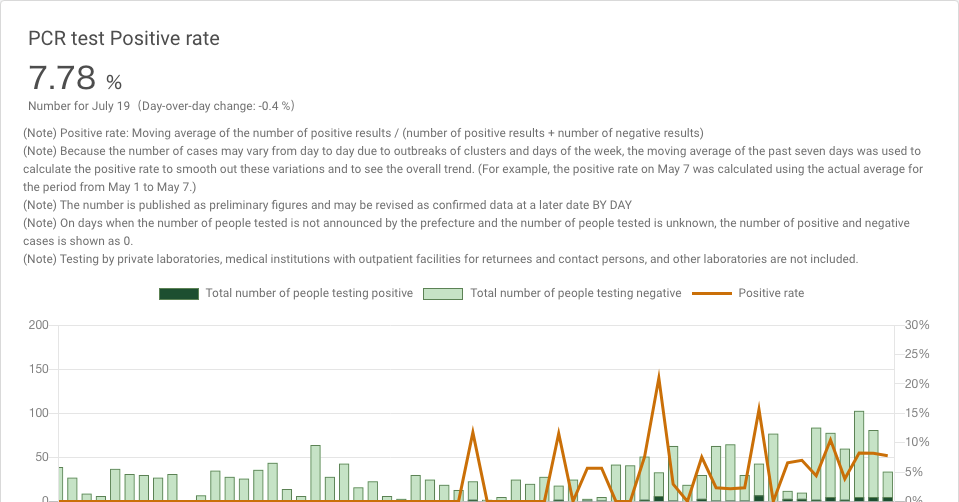 PCR test Positive rate
7.78 %
Number for July 19 (Day-over-day change: -0.4 %)
(Note) Positive rate: Moving average of the number of positive results / (number of positive results + number of negative results)
(Note) Because the number of cases may vary from day to day due to outbreaks of clusters and days of the week, the moving average of the past seven days was used to
calculate the positive rate to smooth out these variations and to see the overall trend. (For example, the positive rate on May 7 was calculated using the actual average for
the period from May 1 to May 7.)
(Note) The number is published as preliminary figures and may be revised as confirmed data at a later date BY DAY
(Note) On days when the number of people tested is not announced by the prefecture and the number of people tested is unknown, the number of positive and negative
cases is shown as 0.
(Note) Testing by private laboratories, medical institutions with outpatient facilities for returnees and contact persons, and other laboratories are not included.
Total number of people testing positive Total number of people testing negative Positive rate
200 30%
25%
150
20%
100 15%
10%
50
5%
0 0%